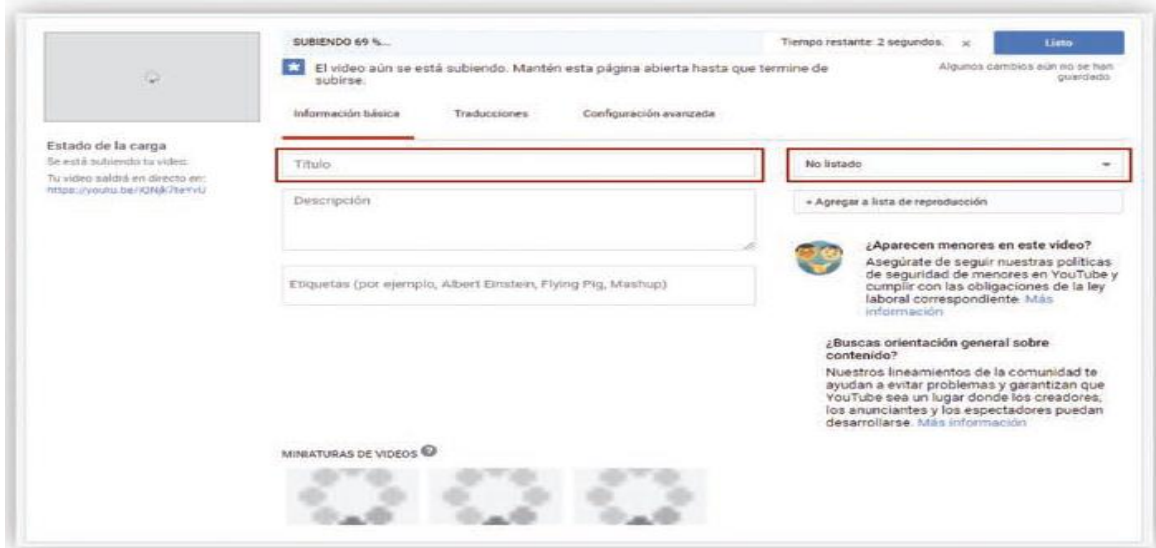 SUBIENDO 69 %...
Tiempo restante: 2 segundos.
×
Listo
El video aún se está subiendo. Mantén esta página abierta hasta que termine de
subirse.
Algunos cambios aún no se han
guardado.
Información básica
Traducciones
Configuración avanzada
Estado de la carga
Se está subiendo tu video.
Tu video saldrá en directo en:
https://youtu.be/
Título
No listado
Descripción
+ Agregar a lista de reproducción
Etiquetas (por ejemplo, Albert Einstein, Flying Pig, Mashup)
¿Aparecen menores en este video?
Asegúrate de seguir nuestras políticas
de seguridad de menores en YouTube y
cumplir con las obligaciones de la ley
laboral correspondiente. Más
información
¿Buscas orientación general sobre
contenido?
Nuestros lineamientos de la comunidad te
ayudan a evitar problemas y garantizan que
YouTube sea un lugar donde los creadores,
los anunciantes y los espectadores puedan
desarrollarse. Más información
MINIATURAS DE VIDEOS ?